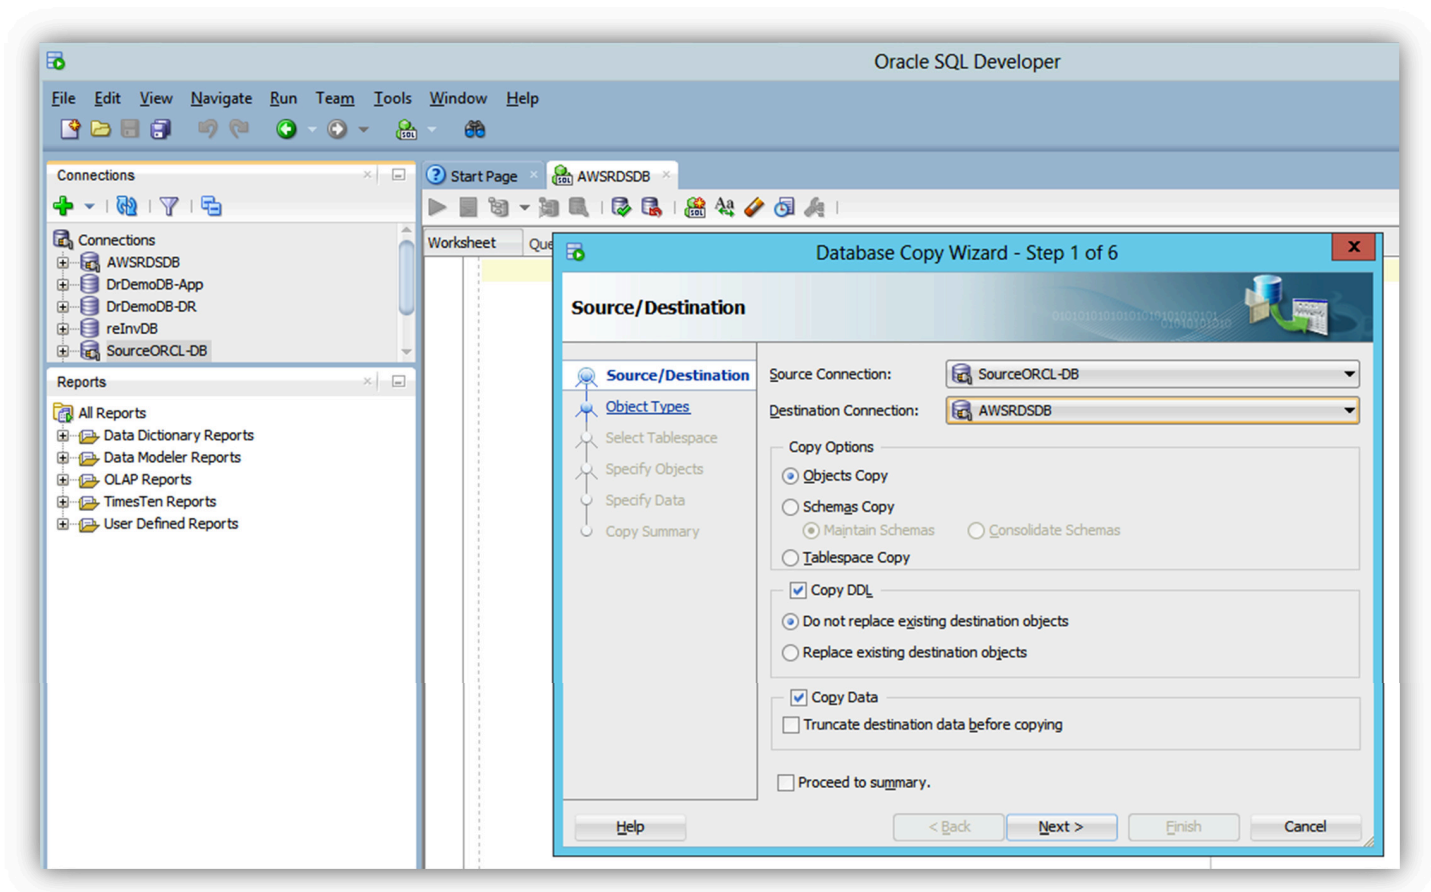 Oracle SQL Developer
File Edit View Navigate Run Team Tools Window Help
Connections
Connections
AWSRDSDB
DrDemoDB-App
DrDemoDB-DR
reInvDB
SourceORCL-DB
Reports
All Reports
Data Dictionary Reports
Data Modeler Reports
OLAP Reports
TimesTen Reports
User Defined Reports
Start Page
AWSRDSDB
Worksheet Que
Database Copy Wizard - Step 1 of 6
Source/Destination
Source/Destination
Object Types
Select Tablespace
Specify Objects
Specify Data
Copy Summary
Source Connection: SourceORCL-DB
Destination Connection: AWSRDSDB
Copy Options
Objects Copy
Schemas Copy
Maintain Schemas Consolidate Schemas
Tablespace Copy
Copy DDL
Do not replace existing destination objects
Replace existing destination objects
Copy Data
Truncate destination data before copying
Proceed to summary.
Help < Back Next > Finish Cancel